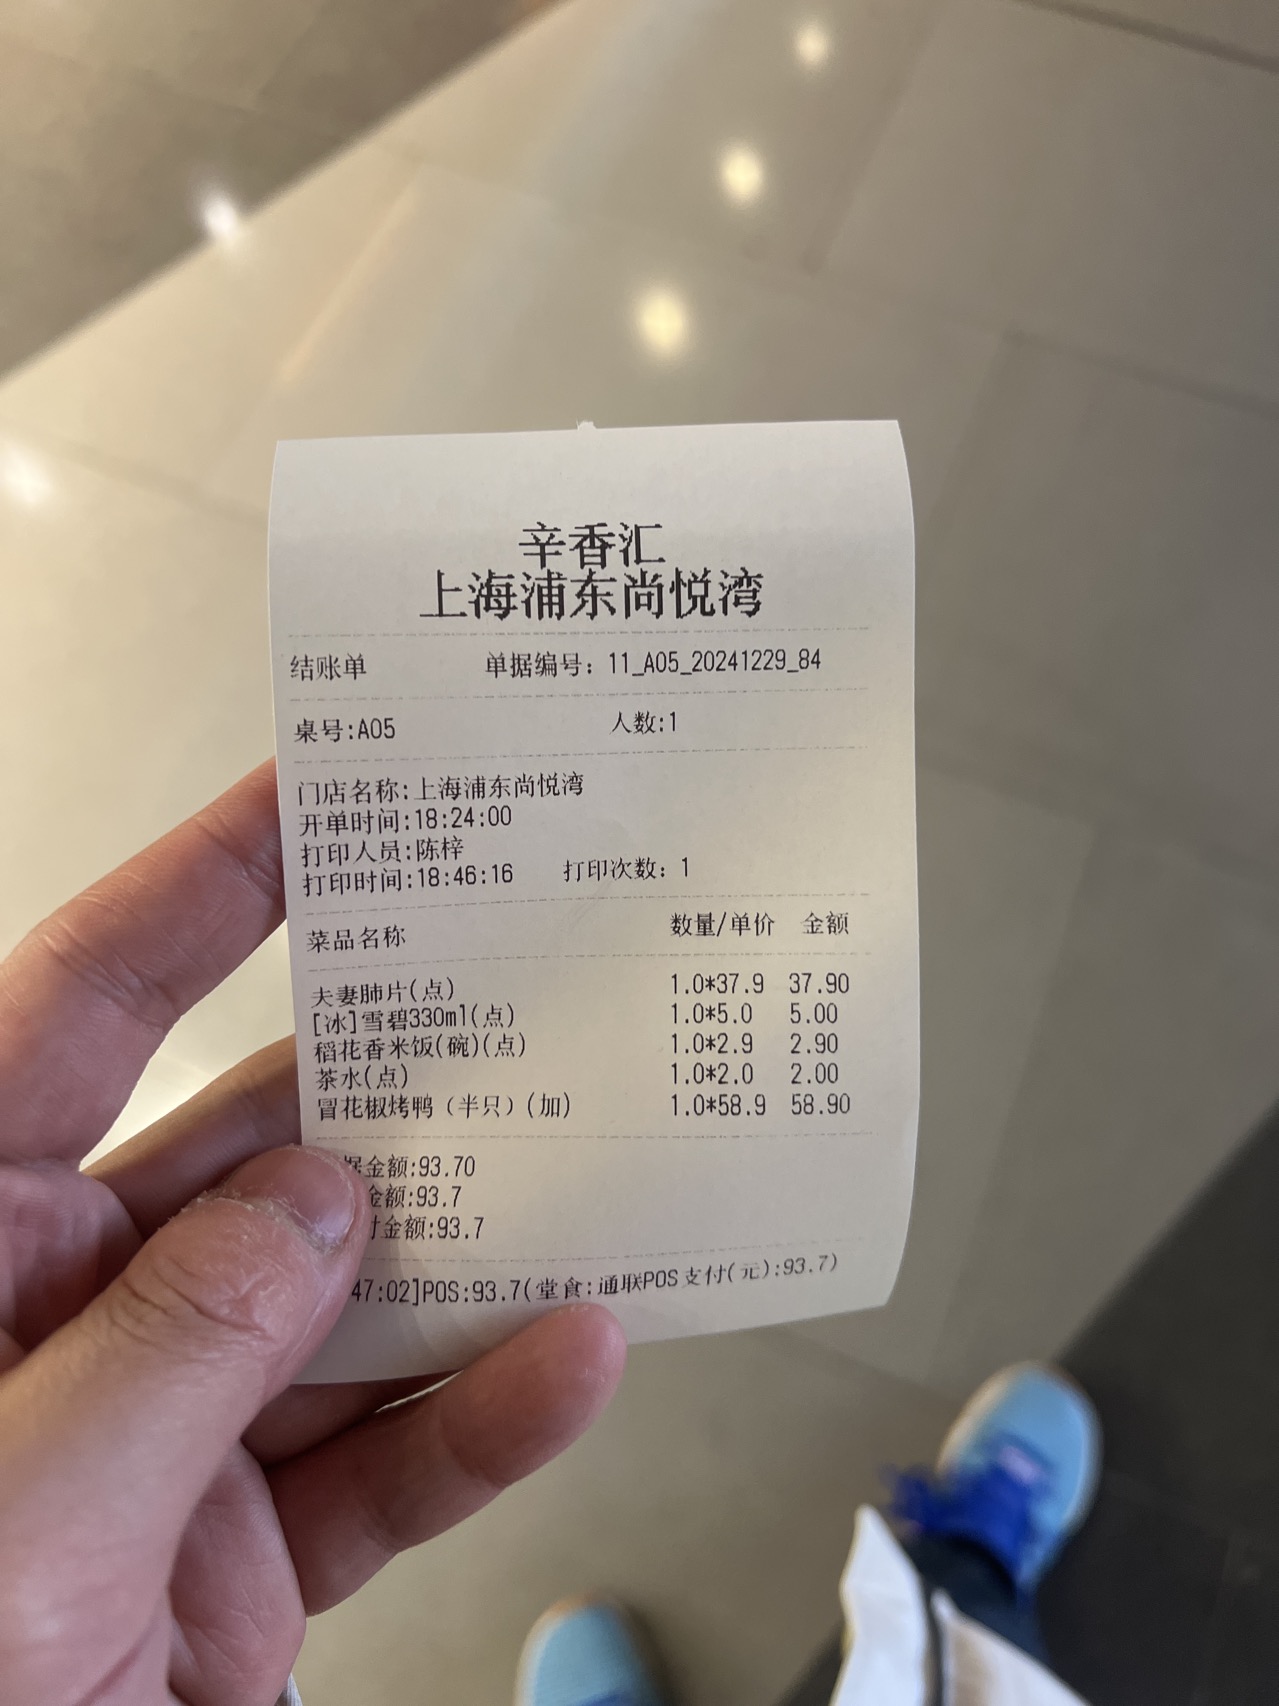 辛香汇
上海浦东尚悦湾
结账单 单据编号：11_A05_20241229_84
桌号:A05 人数:1
门店名称:上海浦东尚悦湾
开单时间:18:24:00
打印人员:陈梓
打印时间:18:46:16 打印次数：1
菜品名称 数量/单价 金额
夫妻肺片(点) 1.0*37.9 37.90
[冰]雪碧330ml(点) 1.0*5.0 5.00
稻花香米饭(碗)(点) 1.0*2.9 2.90
茶水(点) 1.0*2.0 2.00
冒花椒烤鸭（半只）(加) 1.0*58.9 58.90
据金额:93.70
金额:93.7
付金额:93.7
47:02]POS:93.7(堂食:通联POS支付(元):93.7)